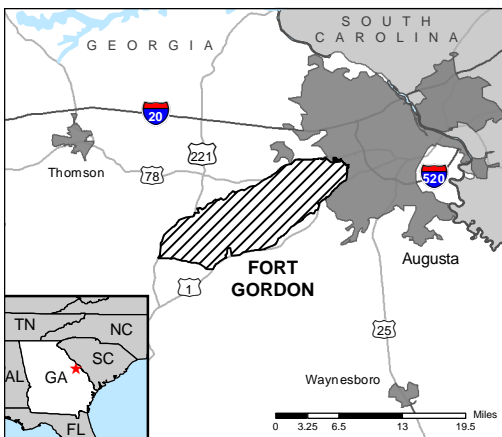 SOUTH
CAROLINA
GEORGIA
20
221
Thomson
78
520
FORT
GORDON
Augusta
1
25
Waynesboro
TN
NC
SC
AL
GA
FL
Miles
0 3.25 6.5 13 19.5